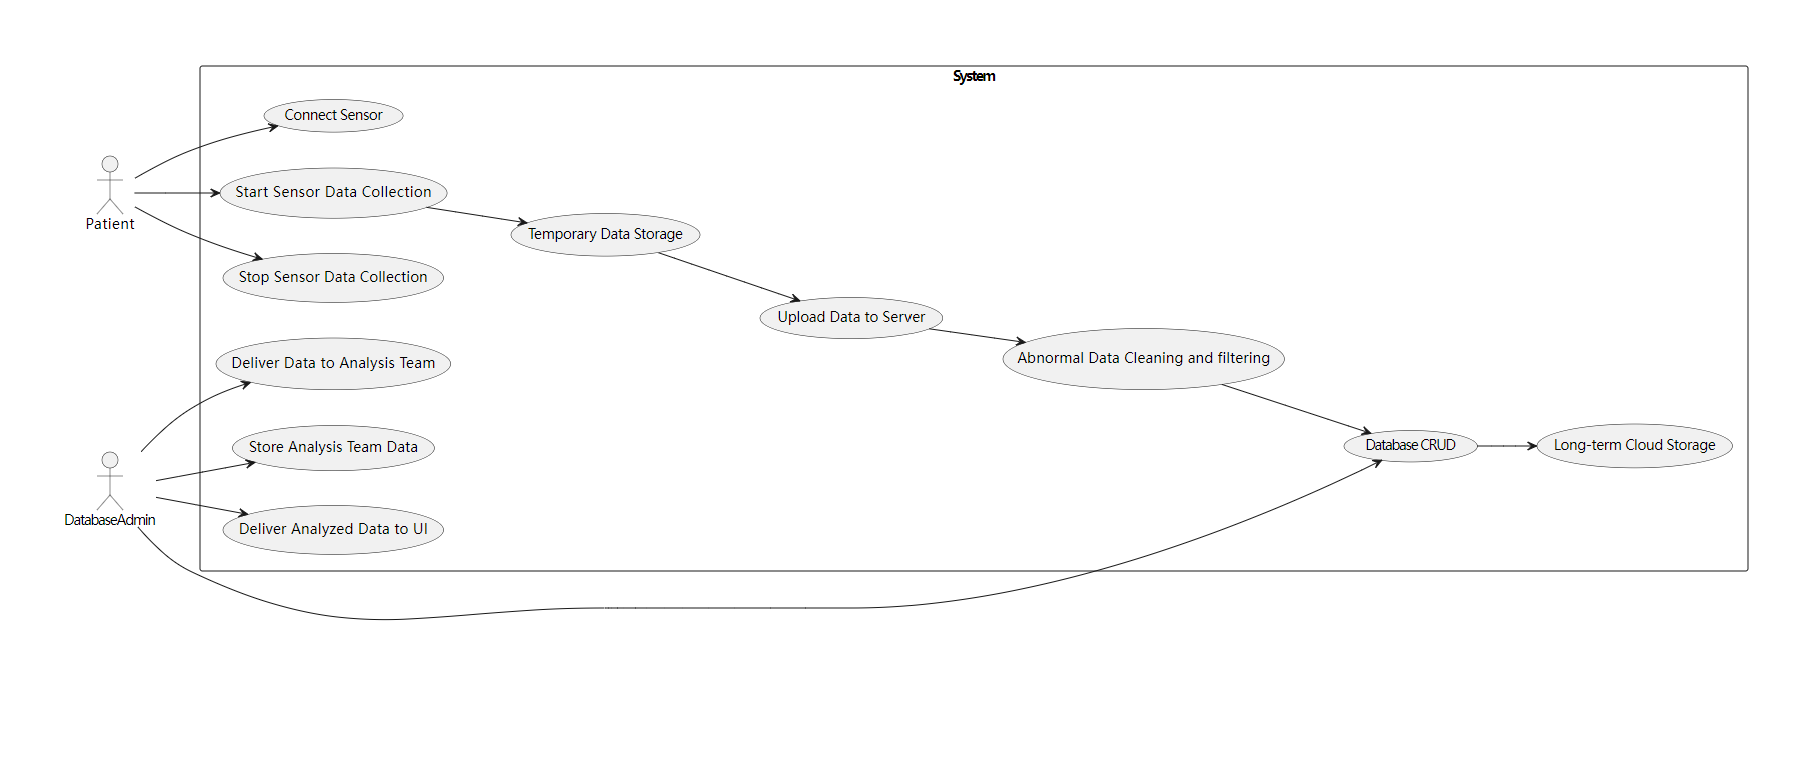 System
Connect Sensor
Start Sensor Data Collection
Patient
Temporary Data Storage
Stop Sensor Data Collection
Upload Data to Server
Deliver Data to Analysis Team
Abnormal Data Cleaning and filtering
Store Analysis Team Data
Database CRUD
Long-term Cloud Storage
DatabaseAdmin
Deliver Analyzed Data to UI